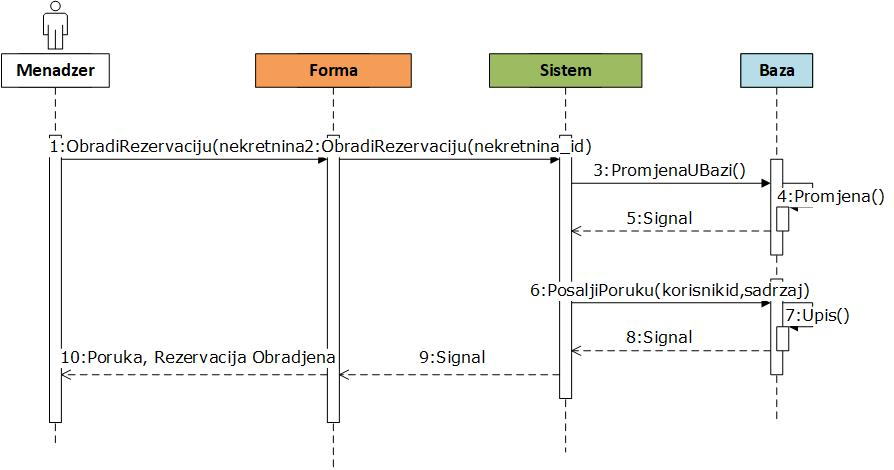 Menadzer
Forma
Sistem
Baza
1:ObradiRezervaciju(nekretnina
2:ObradiRezervaciju(nekretnina_id)
3:PromjenaUBazi()
4:Promjena()
5:Signal
6:PosaljiPoruku(korisnikid,sadrzaj)
7:Upis()
8:Signal
9:Signal
10:Poruka, Rezervacija Obradjena